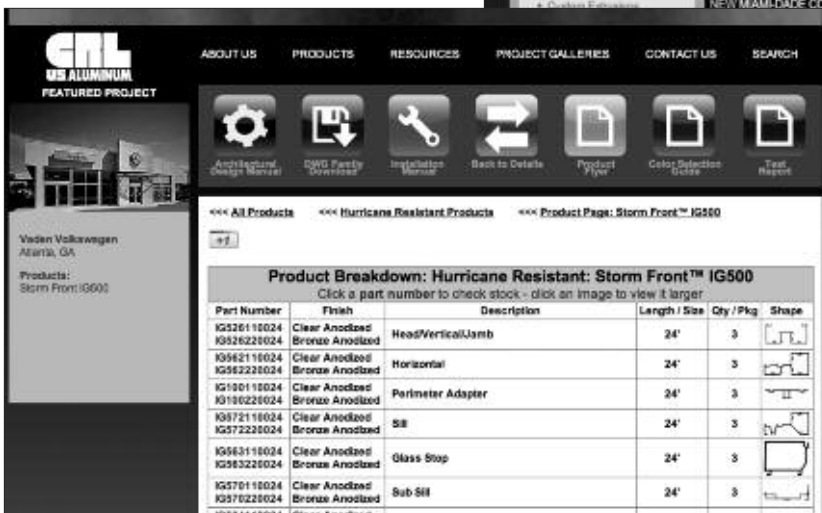 + Custom Extrusions
NEW MIAMI-DADE CO
CRL
US ALUMINUM
ABOUT US PRODUCTS RESOURCES PROJECT GALLERIES CONTACT US SEARCH
FEATURED PROJECT
Architectural Design Manual
DWG Family Download
Installation Manual
Back to Details
Product Flyer
Color Selection Guide
Test Report
<<< All Products <<< Hurricane Resistant Products <<< Product Page: Storm Front™ IG500
Vaden Volkswagen
Atlanta, GA
Products:
Storm Front IG500
Product Breakdown: Hurricane Resistant: Storm Front™ IG500
Click a part number to check stock - click an image to view it larger
Part Number Finish Description Length / Size Qty / Pkg Shape
IG526110024 Clear Anodized
IG526220024 Bronze Anodized
Head/Vertical/Jamb 24' 3
IG562110024 Clear Anodized
IG562220024 Bronze Anodized
Horizontal 24' 3
IG100110024 Clear Anodized
IG100220024 Bronze Anodized
Perimeter Adapter 24' 3
IG572110024 Clear Anodized
IG572220024 Bronze Anodized
Sill 24' 3
IG563110024 Clear Anodized
IG563220024 Bronze Anodized
Glass Stop 24' 3
IG570110024 Clear Anodized
IG570220024 Bronze Anodized
Sub Sill 24' 3